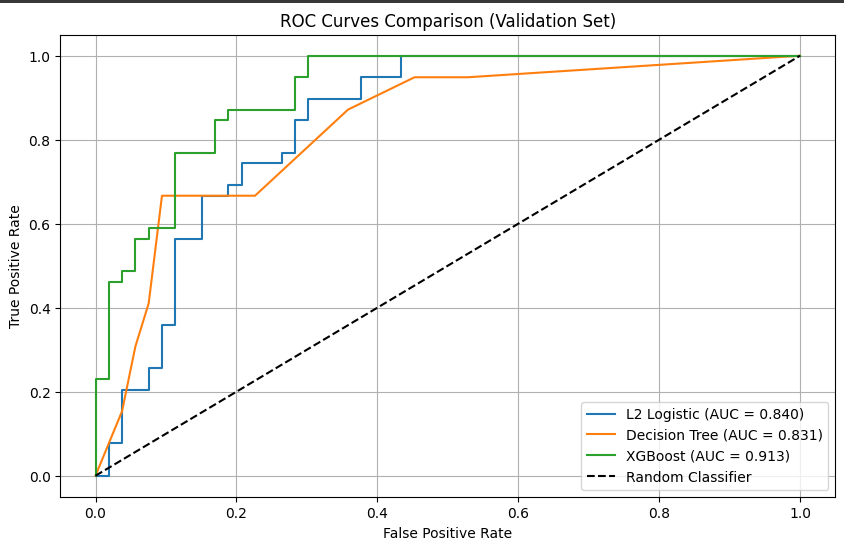 ROC Curves Comparison (Validation Set)
True Positive Rate
1.0
0.8
0.6
0.4
0.2
0.0
L2 Logistic (AUC = 0.840)
Decision Tree (AUC = 0.831)
XGBoost (AUC = 0.913)
Random Classifier
0.0 0.2 0.4 0.6 0.8 1.0
False Positive Rate